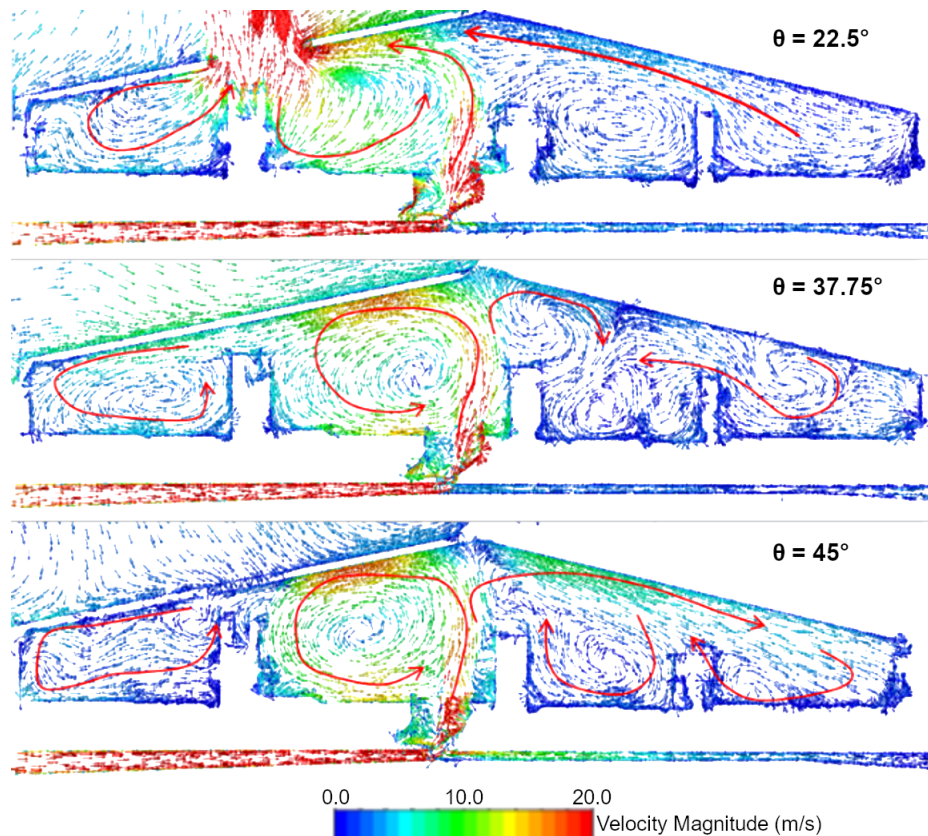 θ = 22.5°
θ = 37.75°
θ = 45°
0.0 10.0 20.0
Velocity Magnitude (m/s)